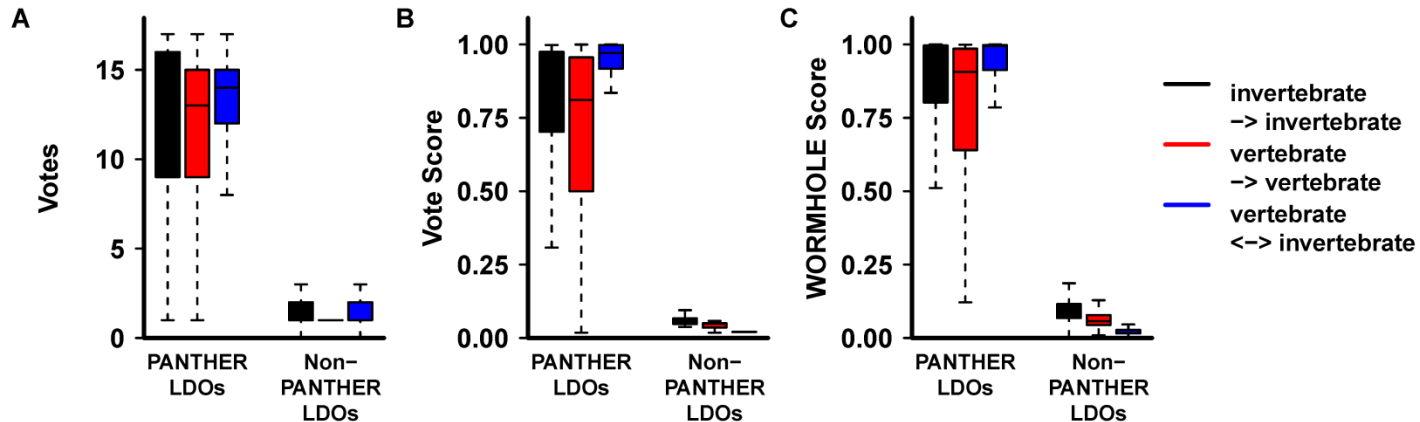 A
Votes
15
10
5
0
PANTHER
LDOs
Non−
PANTHER
LDOs
B
Vote Score
1.00
0.75
0.50
0.25
0.00
PANTHER
LDOs
Non−
PANTHER
LDOs
C
WORMHOLE Score
1.00
0.75
0.50
0.25
0.00
PANTHER
LDOs
Non−
PANTHER
LDOs
invertebrate
−> invertebrate
vertebrate
−> vertebrate
vertebrate
<−> invertebrate